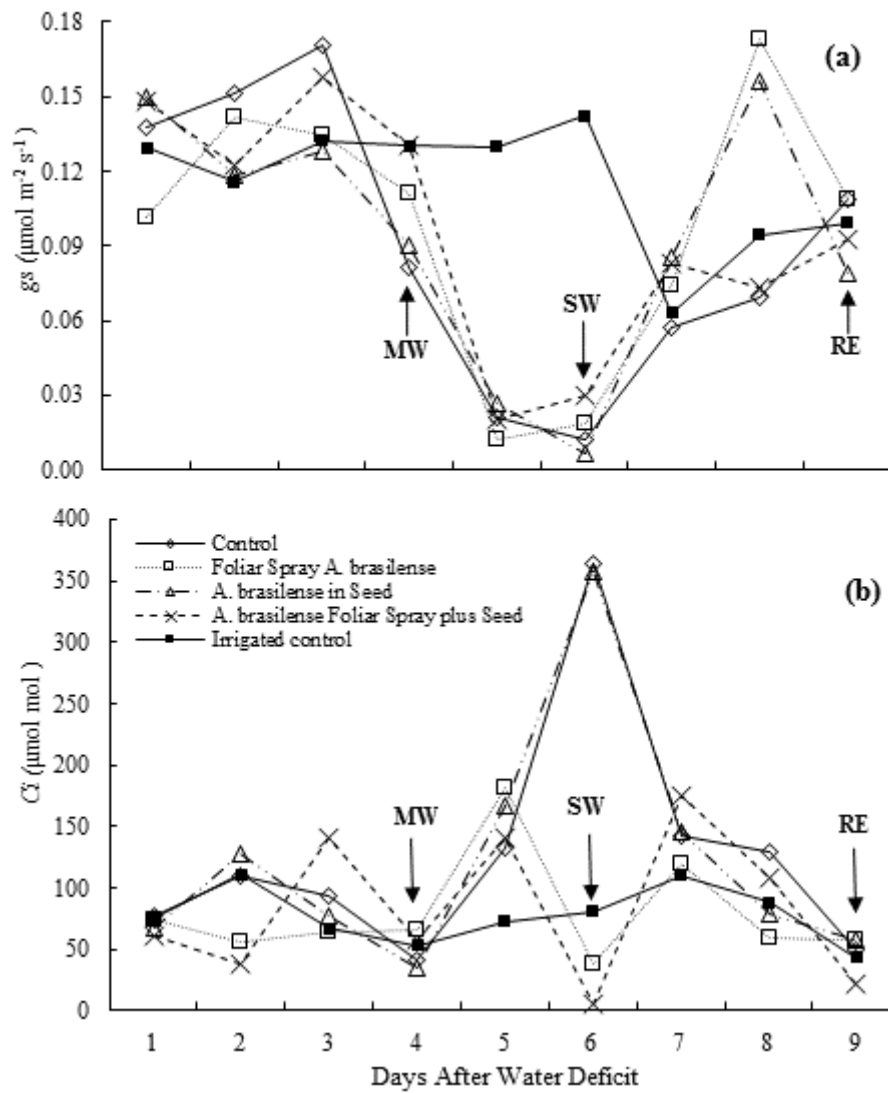 0.18
(a)
0.15
0.12
0.09
0.06
0.03
0.00
gs (µmol m⁻² s⁻¹)
MW
SW
RE
400
350
300
250
200
150
100
50
0
Ci (µmol mol )
Control
Foliar Spray A. brasilense
A. brasilense in Seed
A. brasilense Foliar Spray plus Seed
Irrigated control
(b)
MW
SW
RE
1 2 3 4 5 6 7 8 9
Days After Water Deficit